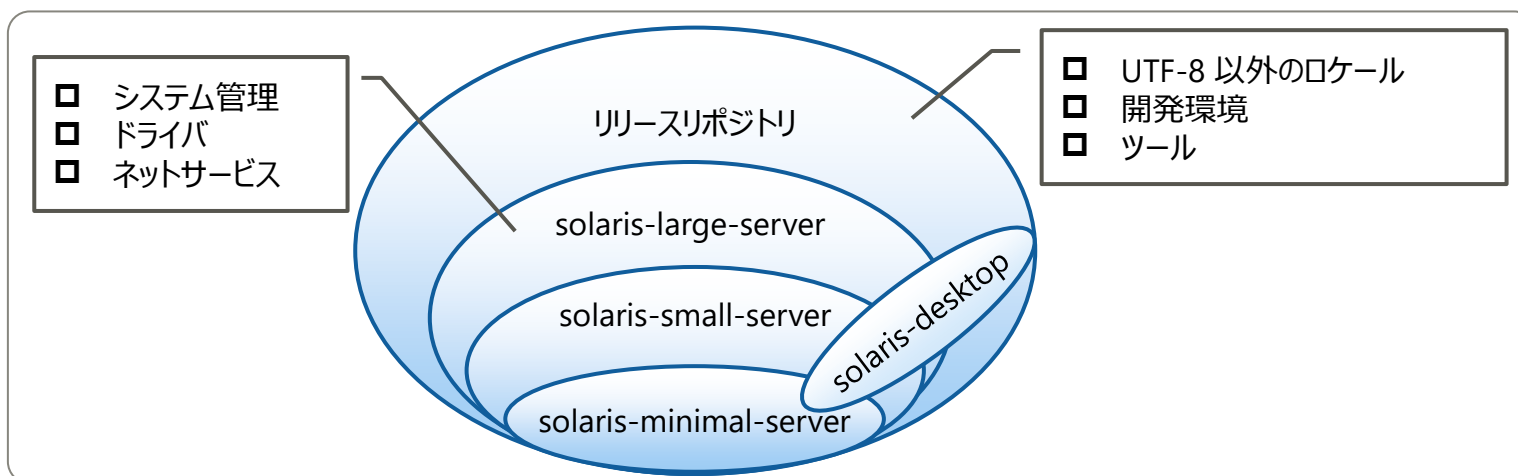 システム管理
ドライバ
ネットサービス
UTF-8 以外のロケール
開発環境
ツール
リリースリポジトリ
solaris-large-server
solaris-small-server
solaris-desktop
solaris-minimal-server